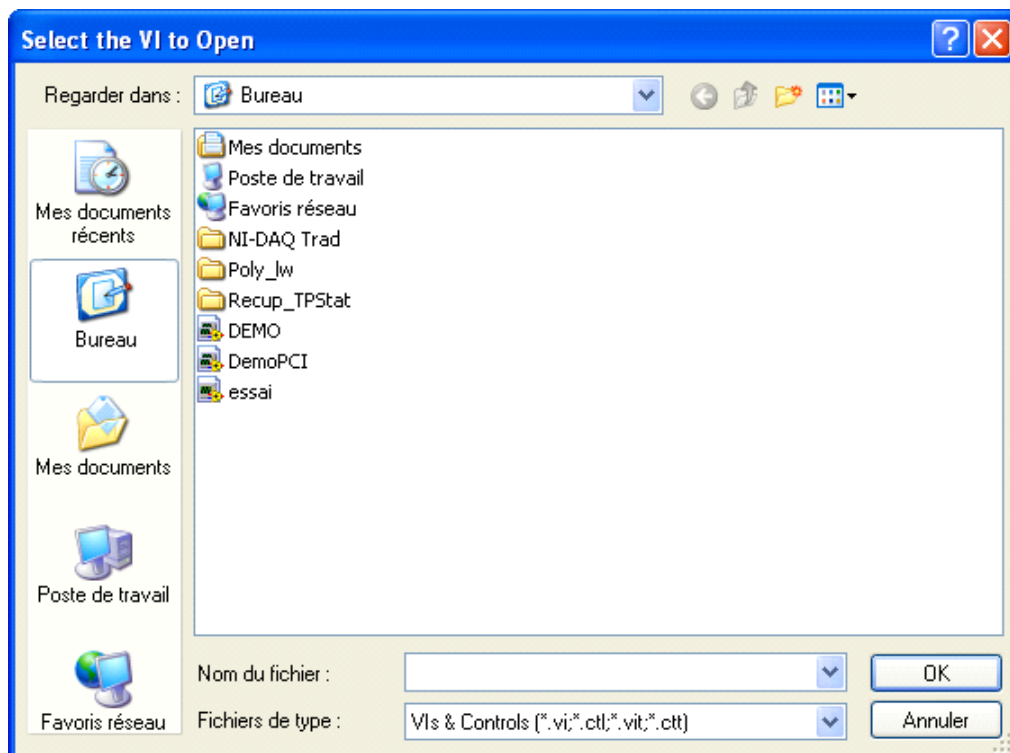 Select the VI to Open
Regarder dans :
Bureau
Mes documents
récents
Bureau
Mes documents
Poste de travail
Favoris réseau
Mes documents
Poste de travail
Favoris réseau
NI-DAQ Trad
Poly_lw
Recup_TPStat
DEMO
DemoPCI
essai
Nom du fichier :
OK
Fichiers de type :
VIs & Controls (*.vi;*.ctl;*.vit;*.ctt)
Annuler